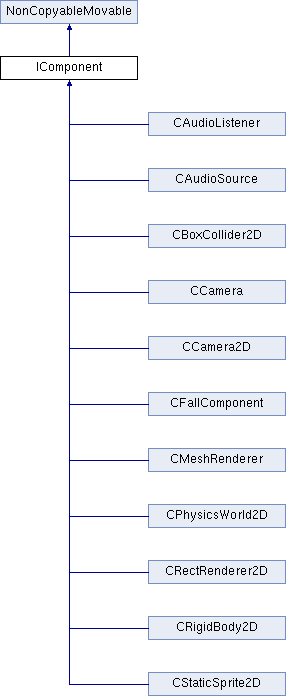 NonCopyableMovable
IComponent
CAudioListener
CAudioSource
CBoxCollider2D
CCamera
CCamera2D
CFallComponent
CMeshRenderer
CPhysicsWorld2D
CRectRenderer2D
CRigidBody2D
CStaticSprite2D